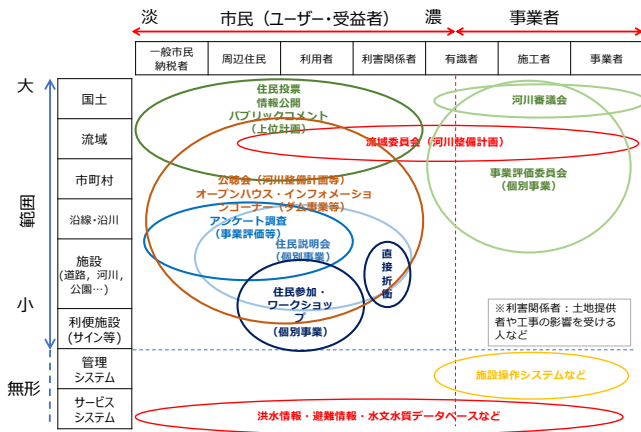 淡 市民（ユーザー・受益者） 濃 事業者
一般市民
納税者
周辺住民
利用者
利害関係者
有識者
施工者
事業者
大
範囲
小
無形
国土
流域
市町村
沿線・沿川
施設
(道路，河川，
公園…)
利便施設
(サイン等)
管理
システム
サービス
システム
住民投票
情報公開
パブリックコメント
(上位計画)
河川審議会
流域委員会（河川整備計画）
事業評価委員会
(個別事業)
公聴会（河川整備計画等）
オープンハウス・インフォメーショ
ンコーナー（ダム事業等）
アンケート調査
(事業評価等)
住民説明会
(個別事業)
直接折衝
住民参加・
ワークショッ
プ
(個別事業)
※利害関係者：土地提供
者や工事の影響を受ける
人など
施設操作システムなど
洪水情報・避難情報・水文水質データベースなど